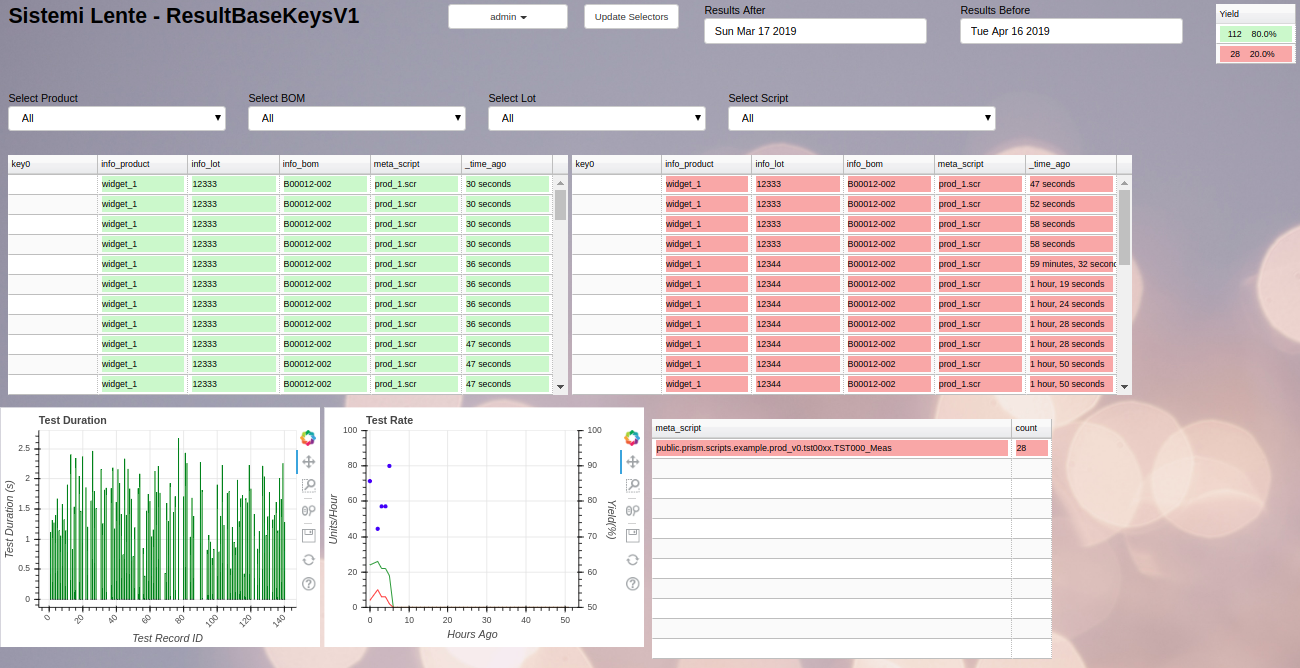 Sistemi Lente - ResultBaseKeysV1
admin
Update Selectors
Results After
Sun Mar 17 2019
Results Before
Tue Apr 16 2019
Yield
112 80.0%
28 20.0%
Select Product
All
Select BOM
All
Select Lot
All
Select Script
All
key0 info_product info_lot info_bom meta_script _time_ago
widget_1 12333 B00012-002 prod_1.scr 30 seconds
widget_1 12333 B00012-002 prod_1.scr 30 seconds
widget_1 12333 B00012-002 prod_1.scr 30 seconds
widget_1 12333 B00012-002 prod_1.scr 30 seconds
widget_1 12333 B00012-002 prod_1.scr 36 seconds
widget_1 12333 B00012-002 prod_1.scr 36 seconds
widget_1 12333 B00012-002 prod_1.scr 36 seconds
widget_1 12333 B00012-002 prod_1.scr 36 seconds
widget_1 12333 B00012-002 prod_1.scr 47 seconds
widget_1 12333 B00012-002 prod_1.scr 47 seconds
widget_1 12333 B00012-002 prod_1.scr 47 seconds
key0 info_product info_lot info_bom meta_script _time_ago
widget_1 12333 B00012-002 prod_1.scr 47 seconds
widget_1 12333 B00012-002 prod_1.scr 52 seconds
widget_1 12333 B00012-002 prod_1.scr 58 seconds
widget_1 12333 B00012-002 prod_1.scr 58 seconds
widget_1 12344 B00012-002 prod_1.scr 59 minutes, 32 secon
widget_1 12344 B00012-002 prod_1.scr 1 hour, 19 seconds
widget_1 12344 B00012-002 prod_1.scr 1 hour, 24 seconds
widget_1 12344 B00012-002 prod_1.scr 1 hour, 28 seconds
widget_1 12344 B00012-002 prod_1.scr 1 hour, 28 seconds
widget_1 12344 B00012-002 prod_1.scr 1 hour, 50 seconds
widget_1 12344 B00012-002 prod_1.scr 1 hour, 50 seconds
Test Duration
Test Duration (s)
2.5
2
1.5
1
0.5
0
0 20 40 60 80 100 120 140
Test Record ID
Test Rate
Units/Hour
100
80
60
40
20
0
0 10 20 30 40 50
Hours Ago
100
90
80
70
60
50
Yield(%)
meta_script count
public.prism.scripts.example.prod_v0.tst00xx.TST000_Meas 28